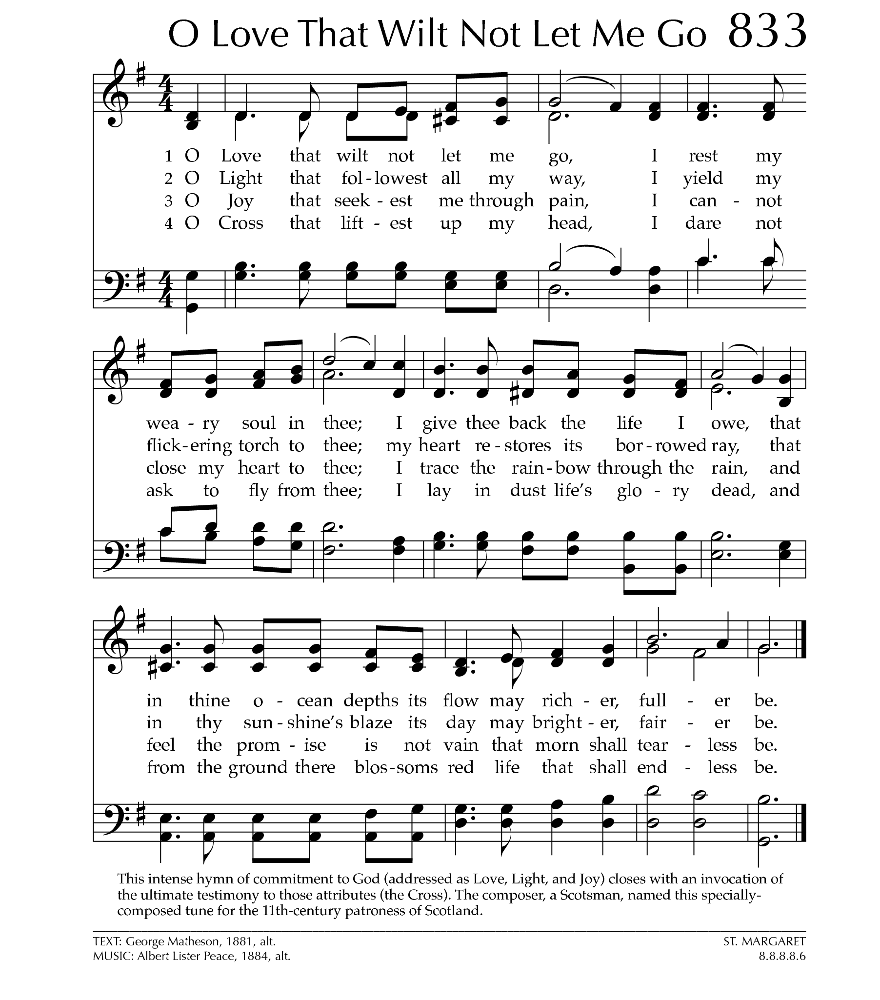 O Love That Wilt Not Let Me Go 833
1 O Love that wilt not let me go, I rest my
2 O Light that fol - lowest all my way, I yield my
3 O Joy that seek - est me through pain, I can - not
4 O Cross that lift - est up my head, I dare not
wea - ry soul in thee; I give thee back the life I owe, that
flick - ering torch to thee; my heart re - stores its bor - rowed ray, that
close my heart to thee; I trace the rain - bow through the rain, and
ask to fly from thee; I lay in dust life’s glo - ry dead, and
in thine o - cean depths its flow may rich - er, full - er be.
in thy sun - shine’s blaze its day may bright - er, fair - er be.
feel the prom - ise is not vain that morn shall tear - less be.
from the ground there blos - soms red life that shall end - less be.
This intense hymn of commitment to God (addressed as Love, Light, and Joy) closes with an invocation of
the ultimate testimony to those attributes (the Cross). The composer, a Scotsman, named this specially-
composed tune for the 11th-century patroness of Scotland.
TEXT: George Matheson, 1881, alt. ST. MARGARET
MUSIC: Albert Lister Peace, 1884, alt. 8.8.8.8.6